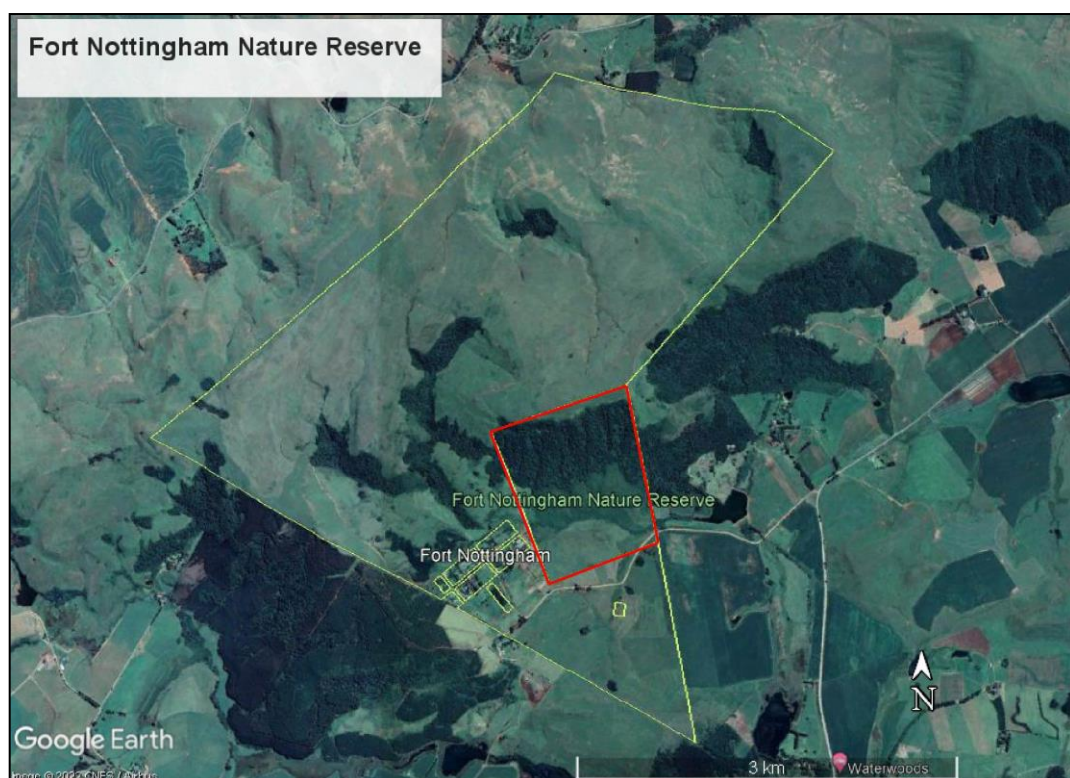 Fort Nottingham Nature Reserve
Fort Nottingham Nature Reserve
Fort Nottingham
N
Google Earth
3 km
Waterwoods